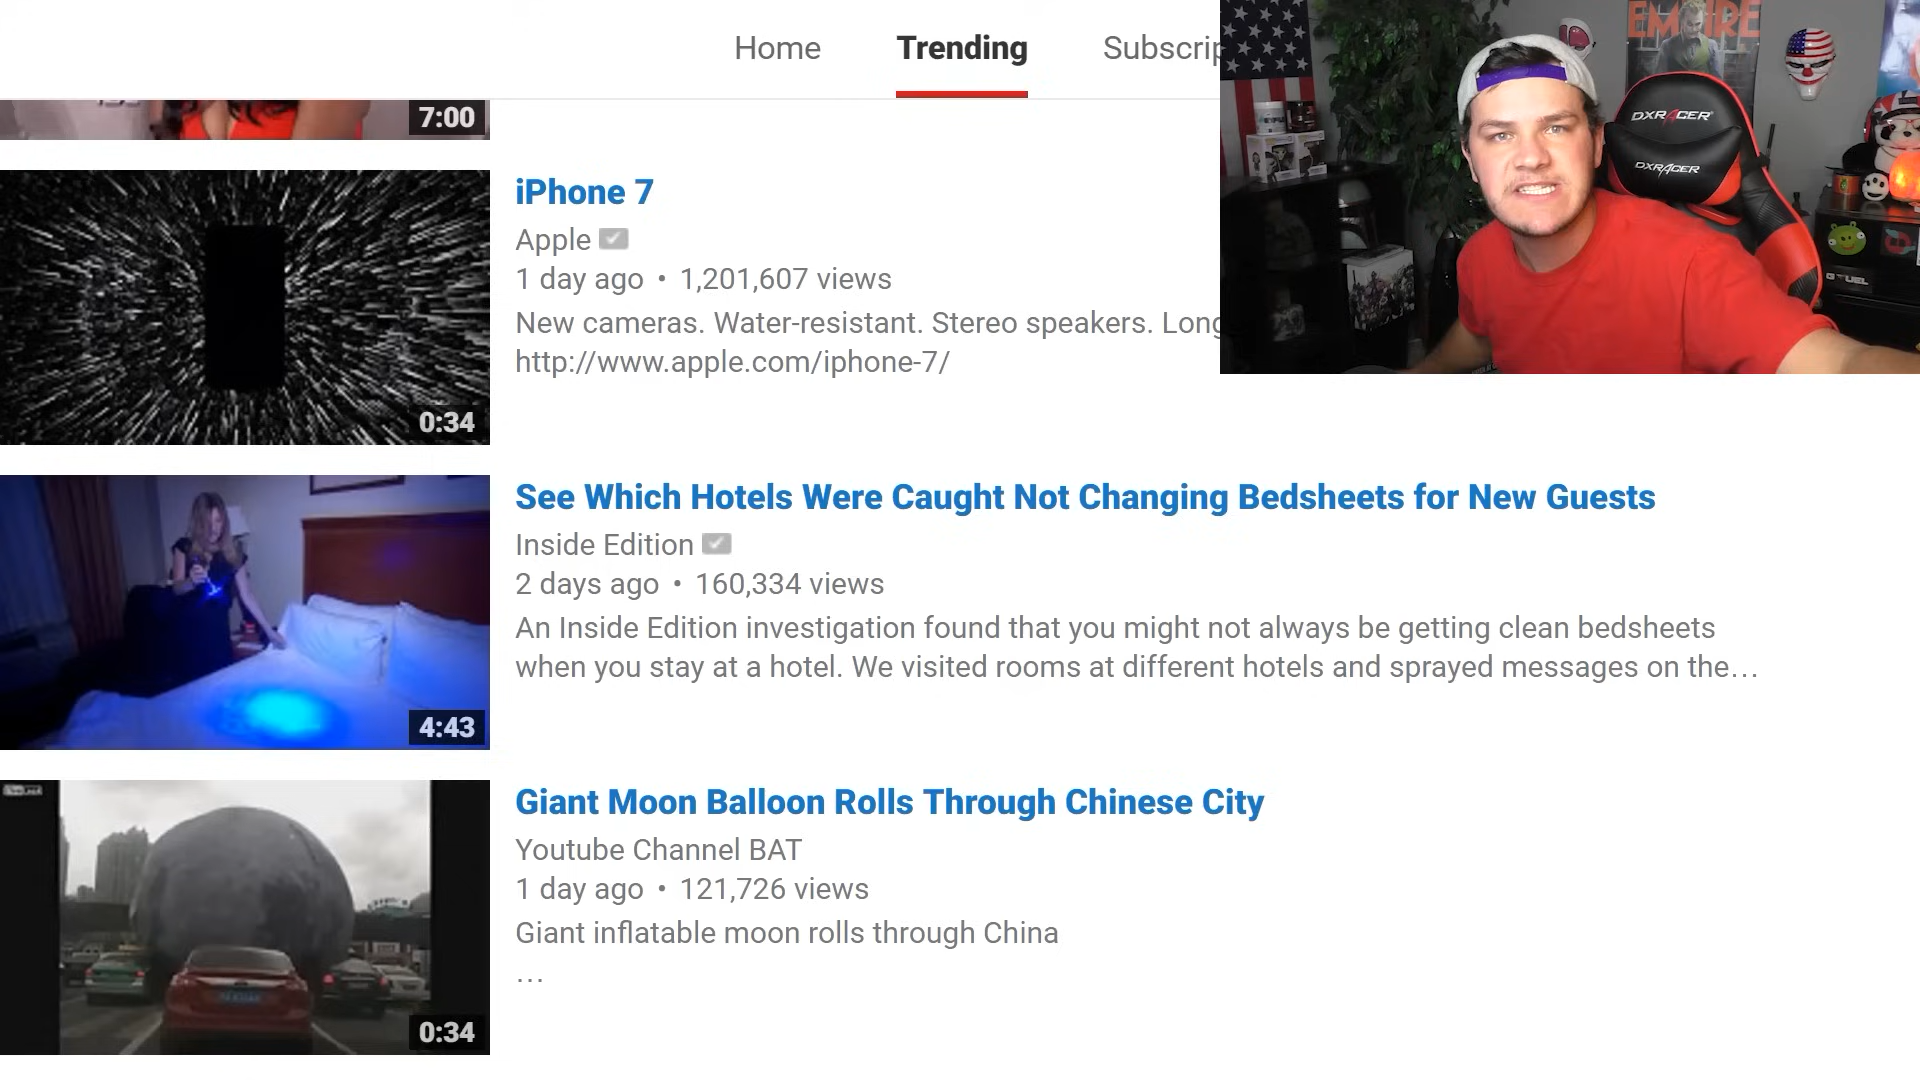 Home
Trending
Subscrip
EMPIRE
DXRACER
DXRACER
7:00
iPhone 7
Apple
1 day ago • 1,201,607 views
New cameras. Water-resistant. Stereo speakers. Long
http://www.apple.com/iphone-7/
GFUEL
0:34
See Which Hotels Were Caught Not Changing Bedsheets for New Guests
Inside Edition
2 days ago • 160,334 views
An Inside Edition investigation found that you might not always be getting clean bedsheets
when you stay at a hotel. We visited rooms at different hotels and sprayed messages on the…
4:43
Giant Moon Balloon Rolls Through Chinese City
Youtube Channel BAT
1 day ago • 121,726 views
Giant inflatable moon rolls through China
…
0:34